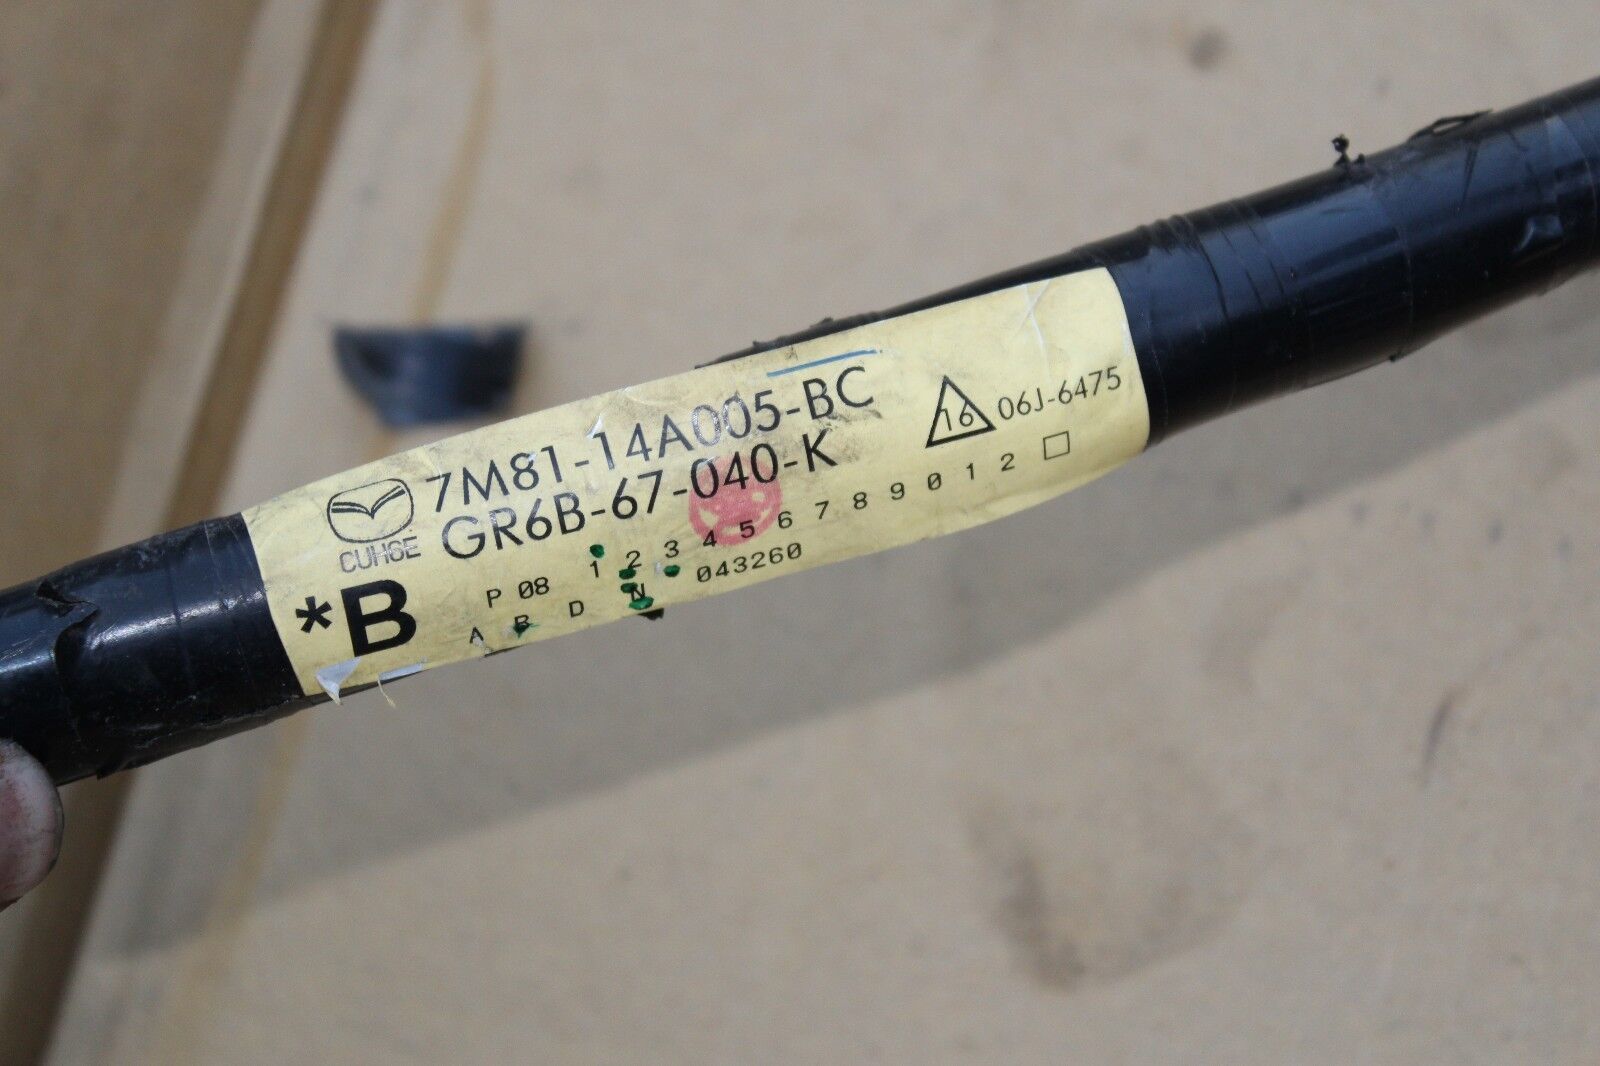 7M81-14A005-BC
GR6B-67-040-K
CUHGE
16 06J-6475
*B
P 08 1 2 3 4 5 6 7 8 9 0 1 2
A B D N 043260